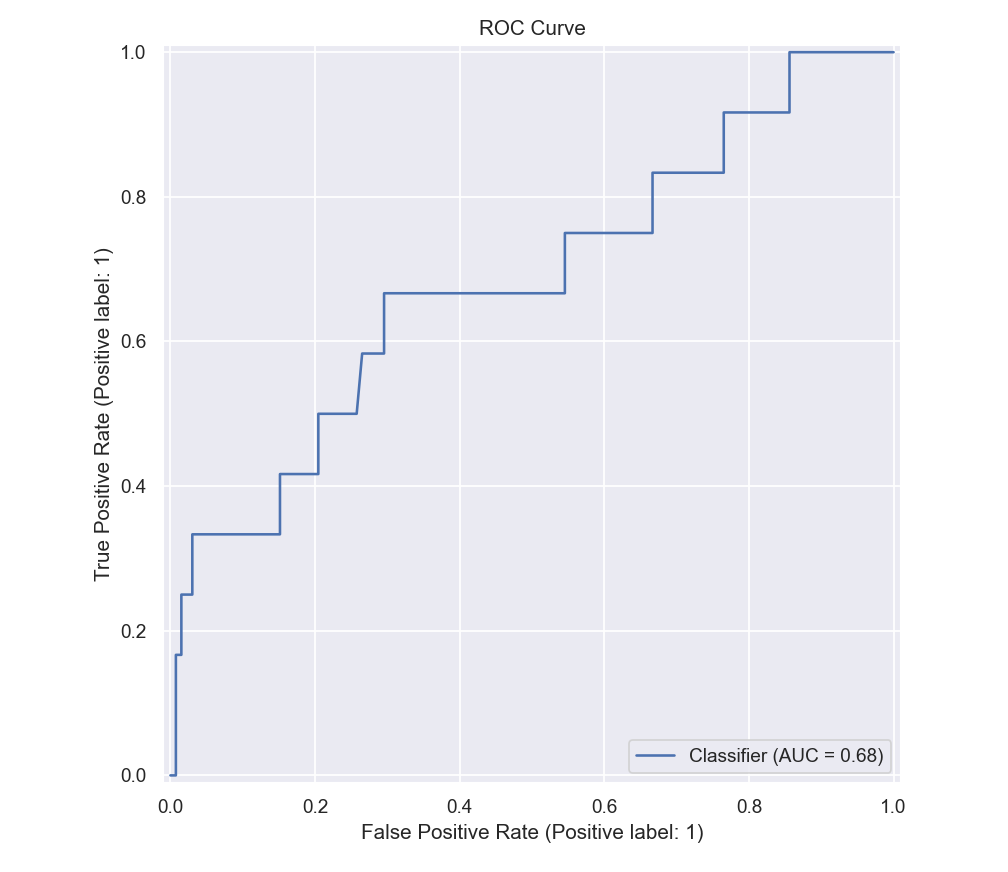 ROC Curve
1.0
0.8
0.6
0.4
0.2
0.0
True Positive Rate (Positive label: 1)
Classifier (AUC = 0.68)
0.0 0.2 0.4 0.6 0.8 1.0
False Positive Rate (Positive label: 1)